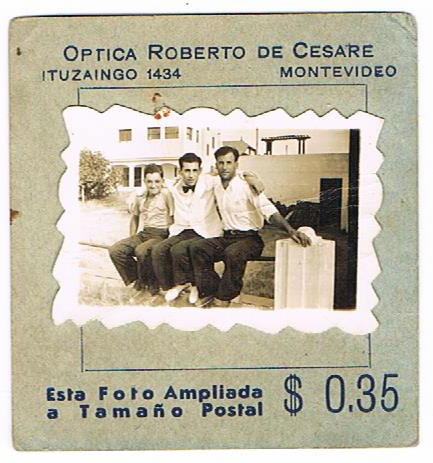 OPTICA ROBERTO DE CESARE
ITUZAINGO 1434 MONTEVIDEO
Esta Foto Ampliada
a Tamaño Postal
$ 0.35